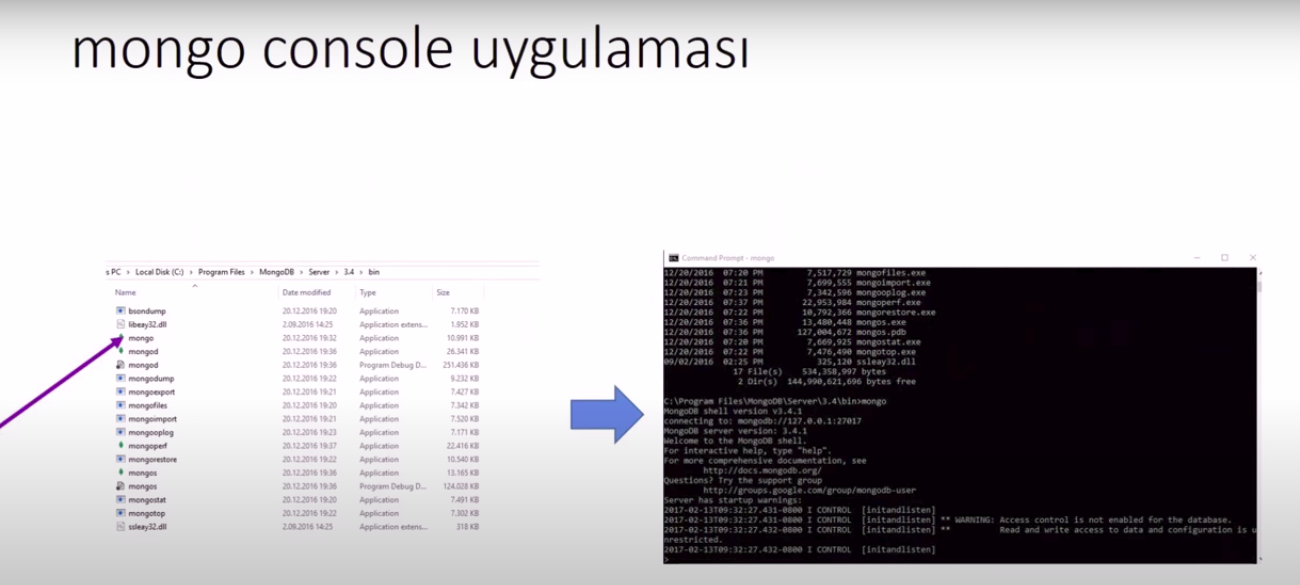 mongo console uygulaması
s PC > Local Disk (C:) > Program Files > MongoDB > Server > 3.4 > bin
Name Date modified Type Size
bsondump 20.12.2016 19:20 Application 7.170 KB
libeay32.dll 2.09.2016 14:25 Application extens... 1.952 KB
mongo 20.12.2016 19:32 Application 10.991 KB
mongod 20.12.2016 19:36 Application 26.341 KB
mongod 20.12.2016 19:36 Program Debug D... 251.436 KB
mongodump 20.12.2016 19:22 Application 9.232 KB
mongoexport 20.12.2016 19:21 Application 7.427 KB
mongofiles 20.12.2016 19:20 Application 7.342 KB
mongoimport 20.12.2016 19:21 Application 7.520 KB
mongooplog 20.12.2016 19:23 Application 7.171 KB
mongoperf 20.12.2016 19:37 Application 22.416 KB
mongorestore 20.12.2016 19:22 Application 10.540 KB
mongos 20.12.2016 19:36 Application 13.165 KB
mongos 20.12.2016 19:36 Program Debug D... 124.028 KB
mongostat 20.12.2016 19:20 Application 7.491 KB
mongotop 20.12.2016 19:22 Application 7.302 KB
ssleay32.dll 2.09.2016 14:25 Application extens... 318 KB
Command Prompt - mongo
12/20/2016 07:20 PM 7,517,729 mongofiles.exe
12/20/2016 07:21 PM 7,699,555 mongoimport.exe
12/20/2016 07:23 PM 7,342,596 mongooplog.exe
12/20/2016 07:37 PM 22,953,984 mongoperf.exe
12/20/2016 07:22 PM 10,792,366 mongorestore.exe
12/20/2016 07:36 PM 13,480,448 mongos.exe
12/20/2016 07:36 PM 127,004,672 mongos.pdb
12/20/2016 07:20 PM 7,669,925 mongostat.exe
12/20/2016 07:22 PM 7,476,490 mongotop.exe
09/02/2016 02:25 PM 325,120 ssleay32.dll
17 File(s) 534,358,997 bytes
2 Dir(s) 144,990,621,696 bytes free
C:\Program Files\MongoDB\Server\3.4\bin>mongo
MongoDB shell version v3.4.1
connecting to: mongodb://127.0.0.1:27017
MongoDB server version: 3.4.1
Welcome to the MongoDB shell.
For interactive help, type "help".
For more comprehensive documentation, see
http://docs.mongodb.org/
Questions? Try the support group
http://groups.google.com/group/mongodb-user
Server has startup warnings:
2017-02-13T09:32:27.431-0800 I CONTROL [initandlisten]
2017-02-13T09:32:27.431-0800 I CONTROL [initandlisten] ** WARNING: Access control is not enabled for the database.
2017-02-13T09:32:27.432-0800 I CONTROL [initandlisten] ** Read and write access to data and configuration is u
nrestricted.
2017-02-13T09:32:27.432-0800 I CONTROL [initandlisten]
>